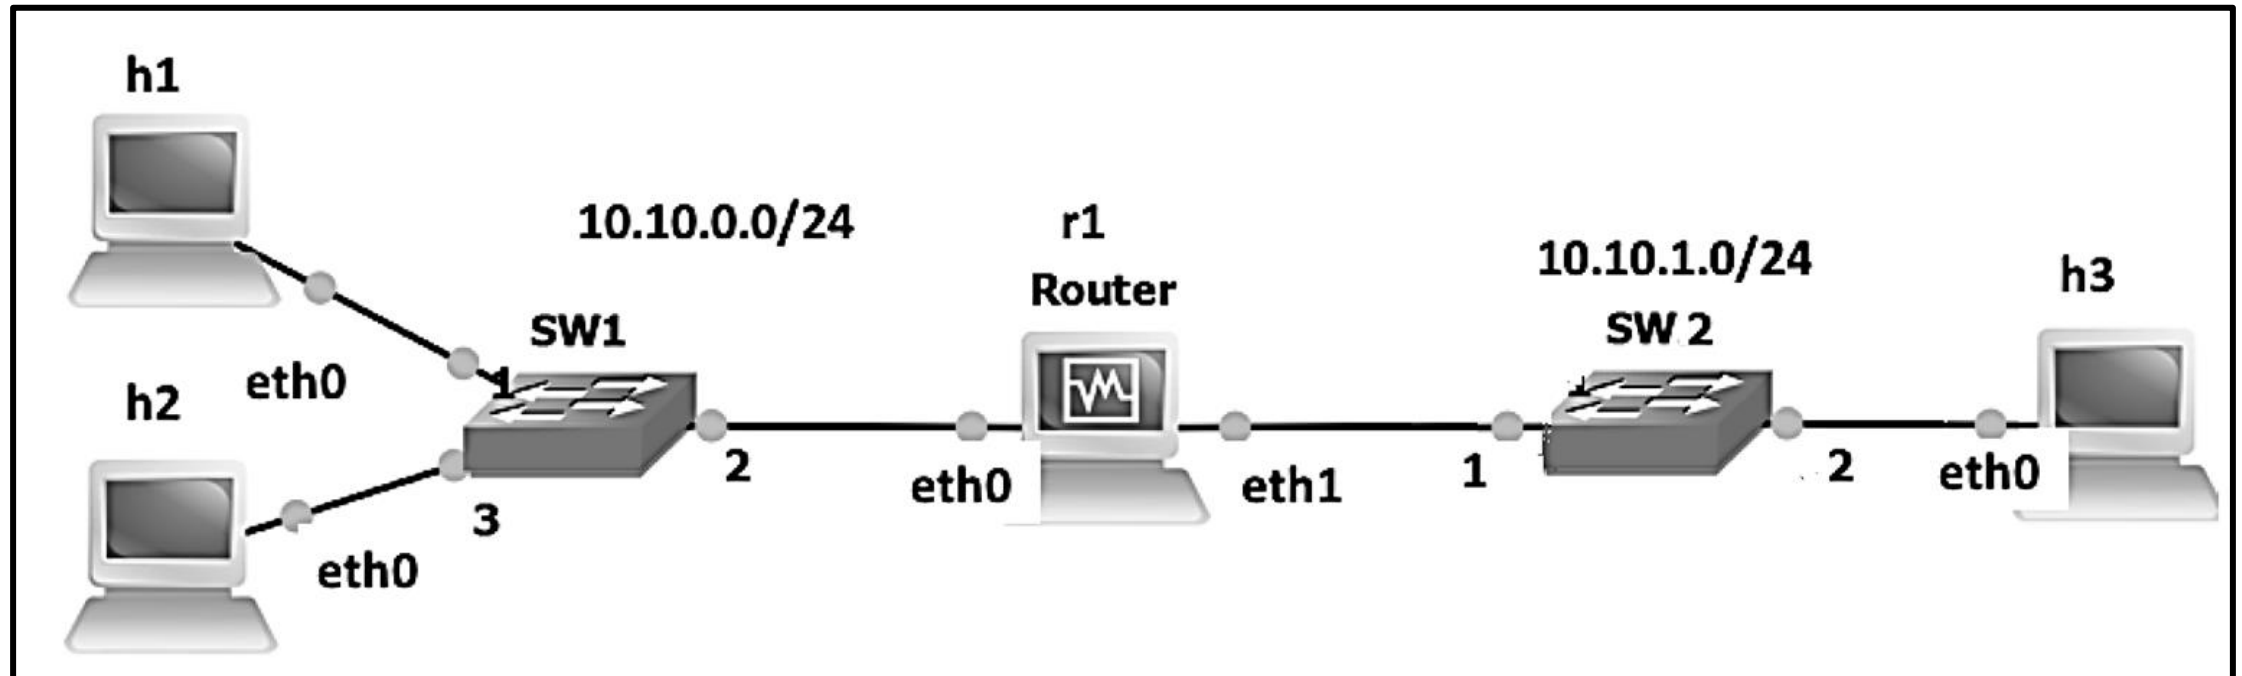 h1
10.10.0.0/24
r1
Router
10.10.1.0/24
h3
SW1
SW 2
eth0
1
h2
2
eth0
eth1
1
2
eth0
3
eth0